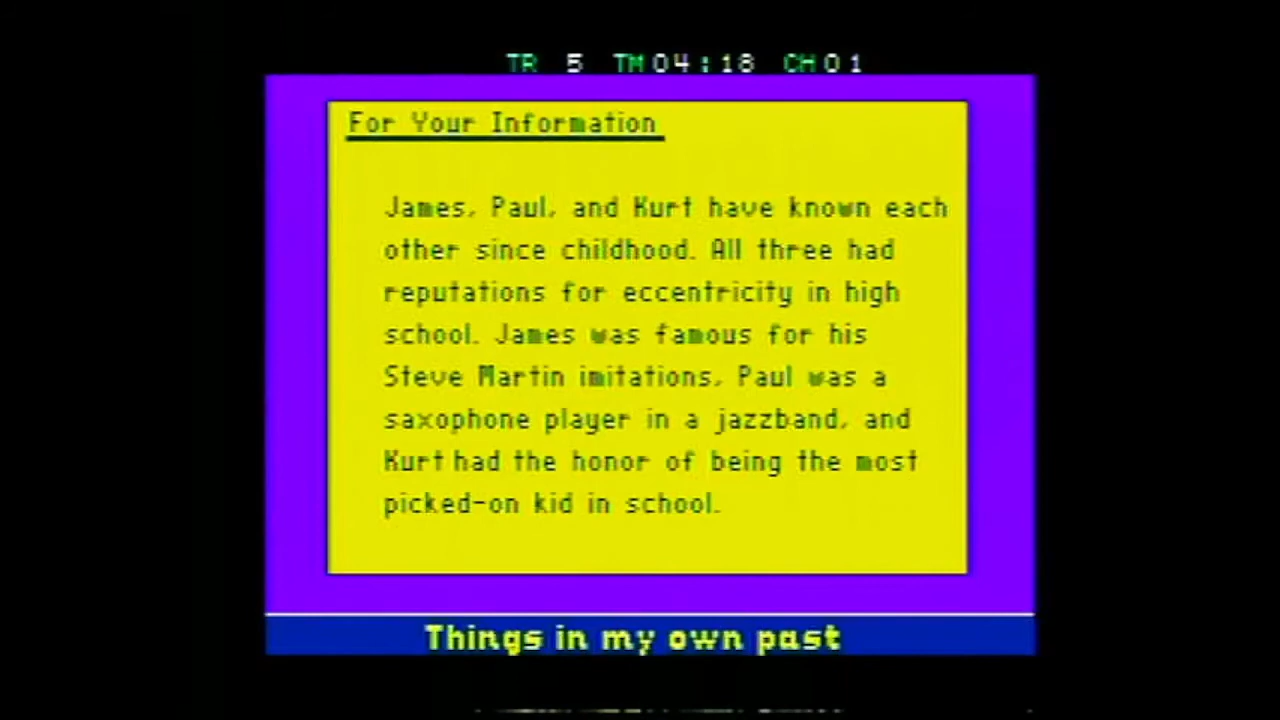 TR 5 TM04:18 CH01
For Your Information
James, Paul, and Kurt have known each
other since childhood. All three had
reputations for eccentricity in high
school. James was famous for his
Steve Martin imitations, Paul was a
saxophone player in a jazzband, and
Kurt had the honor of being the most
picked-on kid in school.
Things in my own past